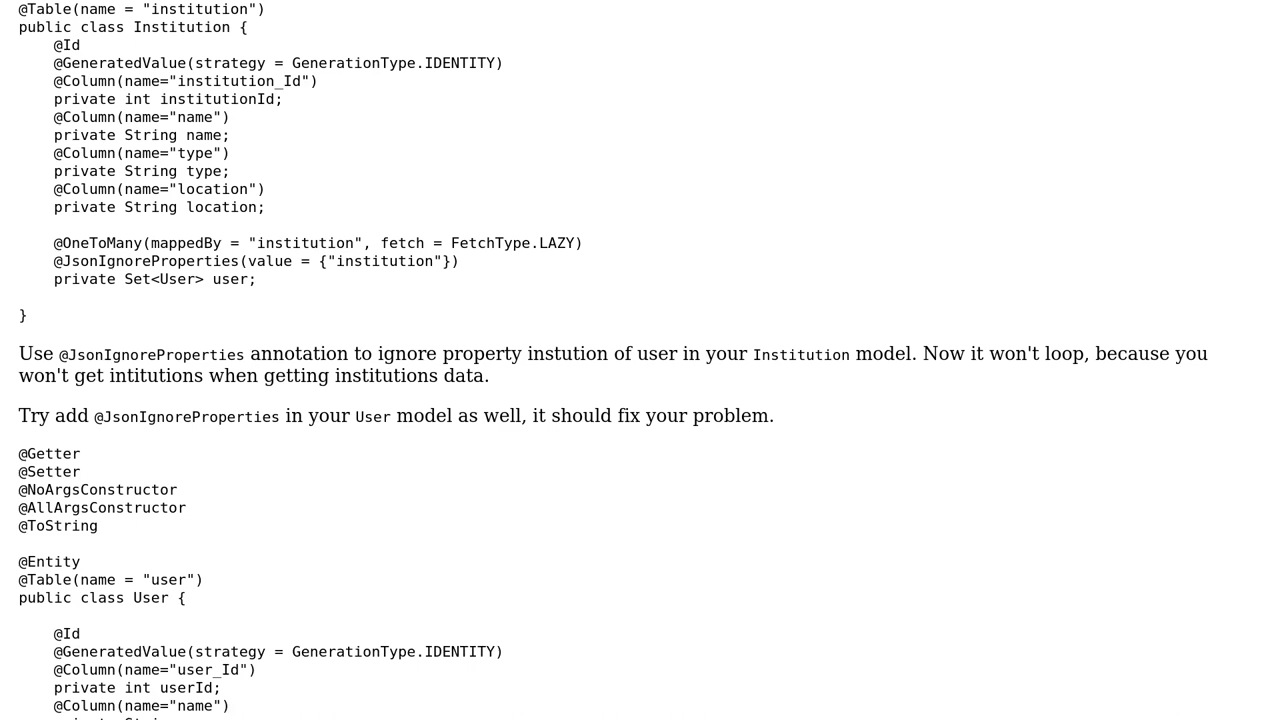 @Table(name = "institution")
public class Institution {
    @Id
    @GeneratedValue(strategy = GenerationType.IDENTITY)
    @Column(name="institution_Id")
    private int institutionId;
    @Column(name="name")
    private String name;
    @Column(name="type")
    private String type;
    @Column(name="location")
    private String location;

    @OneToMany(mappedBy = "institution", fetch = FetchType.LAZY)
    @JsonIgnoreProperties(value = {"institution"})
    private Set<User> user;

}
Use @JsonIgnoreProperties annotation to ignore property instution of user in your Institution model. Now it won't loop, because you
won't get intitutions when getting institutions data.
Try add @JsonIgnoreProperties in your User model as well, it should fix your problem.
@Getter
@Setter
@NoArgsConstructor
@AllArgsConstructor
@ToString

@Entity
@Table(name = "user")
public class User {

    @Id
    @GeneratedValue(strategy = GenerationType.IDENTITY)
    @Column(name="user_Id")
    private int userId;
    @Column(name="name")